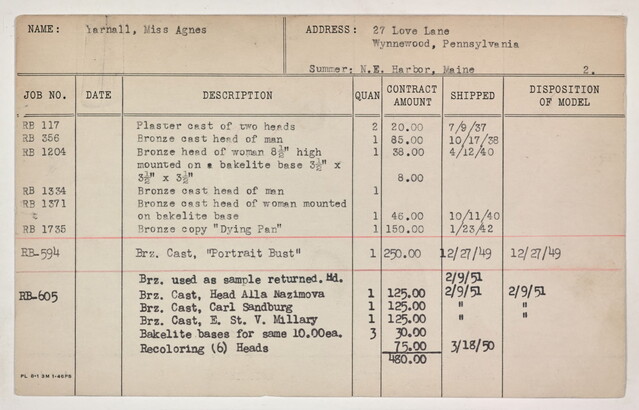 NAME: Yarnall, Miss Agnes ADDRESS: 27 Love Lane
Wynnewood, Pennsylvania
Summer: N.E. Harbor, Maine 2.
JOB NO. DATE DESCRIPTION QUAN CONTRACT AMOUNT SHIPPED DISPOSITION OF MODEL
RB 117 Plaster cast of two heads 2 20.00 7/9/37
RB 356 Bronze cast head of man 1 85.00 10/17/38
RB 1204 Bronze head of woman 8½" high 1 38.00 4/12/40
mounted on a bakelite base 3½" x
3½" x 3½" 8.00
RB 1334 Bronze cast head of man 1
RB 1371 Bronze cast head of woman mounted
on bakelite base 1 46.00 10/11/40
RB 1735 Bronze copy "Dying Pan" 1 150.00 1/23/42
RB-594 Brz. Cast, "Portrait Bust" 1 250.00 12/27/49 12/27/49
Brz. used as sample returned. Hd. 2/9/51
RB-605 Brz. Cast, Head Alla Nazimova 1 125.00 2/9/51 2/9/51
Brz. Cast, Carl Sandburg 1 125.00 " "
Brz. Cast, E. St. V. Millary 1 125.00 " "
Bakelite bases for same 10.00ea. 3 30.00
Recoloring (6) Heads 75.00 3/18/50
480.00